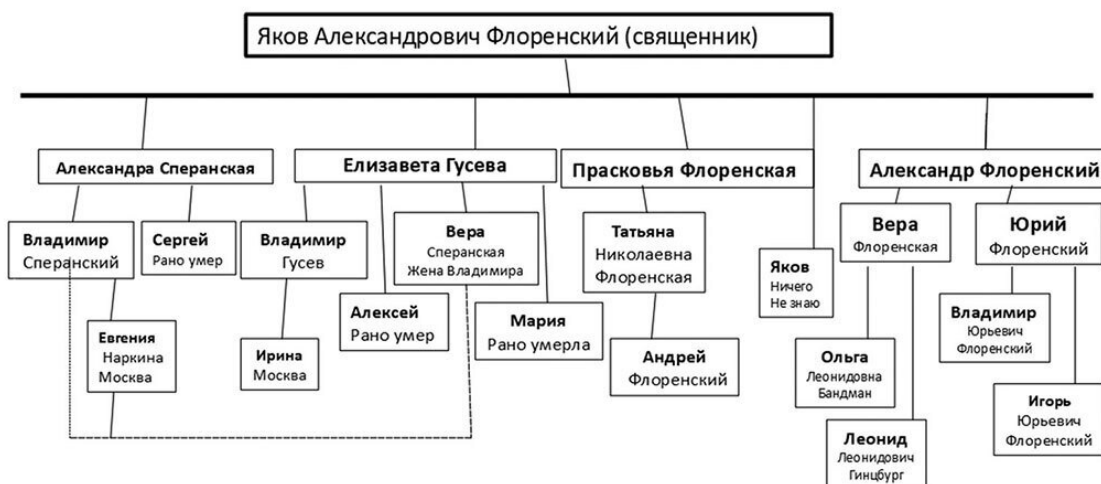 Яков Александрович Флоренский (священник)
Александра Сперанская
Елизавета Гусева
Прасковья Флоренская
Александр Флоренский
Владимир
Сперанский
Сергей
Рано умер
Владимир
Гусев
Вера
Сперанская
Жена Владимира
Татьяна
Николаевна
Флоренская
Яков
Ничего
Не знаю
Вера
Флоренская
Юрий
Флоренский
Евгения
Наркина
Москва
Ирина
Москва
Алексей
Рано умер
Мария
Рано умерла
Андрей
Флоренский
Ольга
Леонидовна
Бандман
Владимир
Юрьевич
Флоренский
Леонид
Леонидович
Гинцбург
Игорь
Юрьевич
Флоренский